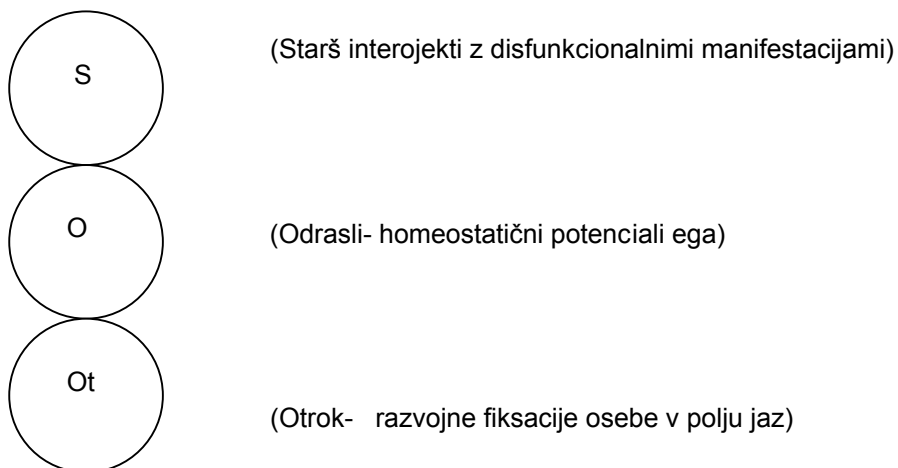 S
(Starš interojekti z disfunkcionalnimi manifestacijami)
O
(Odrasli- homeostatični potenciali ega)
Ot
(Otrok- razvojne fiksacije osebe v polju jaz)